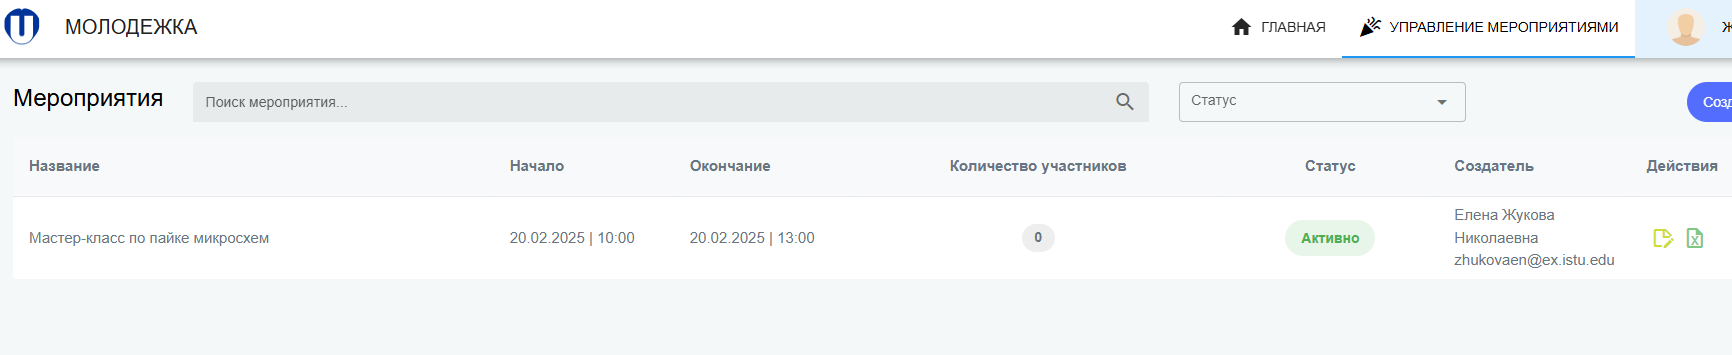 МОЛОДЕЖКА
ГЛАВНАЯ
УПРАВЛЕНИЕ МЕРОПРИЯТИЯМИ
Мероприятия
Поиск мероприятия...
Статус
Название Начало Окончание Количество участников Статус Создатель Действия
Мастер-класс по пайке микросхем 20.02.2025 | 10:00 20.02.2025 | 13:00 0 Активно
Елена Жукова
Николаевна
zhukovaen@ex.istu.edu